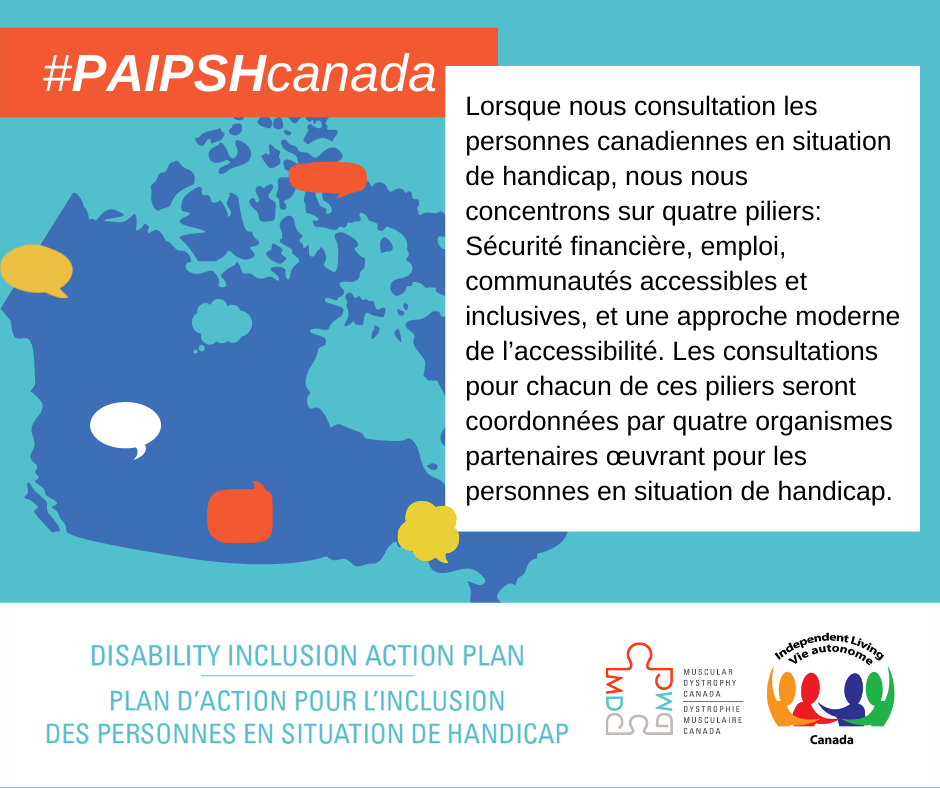 #PAIPSHcanada
Lorsque nous consultation les
personnes canadiennes en situation
de handicap, nous nous
concentrons sur quatre piliers:
Sécurité financière, emploi,
communautés accessibles et
inclusives, et une approche moderne
de l’accessibilité. Les consultations
pour chacun de ces piliers seront
coordonnées par quatre organismes
partenaires œuvrant pour les
personnes en situation de handicap.
DISABILITY INCLUSION ACTION PLAN
PLAN D’ACTION POUR L’INCLUSION
DES PERSONNES EN SITUATION DE HANDICAP
MDC
CWD
MUSCULAR
DYSTROPHY
CANADA
DYSTROPHIE
MUSCULAIRE
CANADA
Independent Living
Vie autonome
Canada